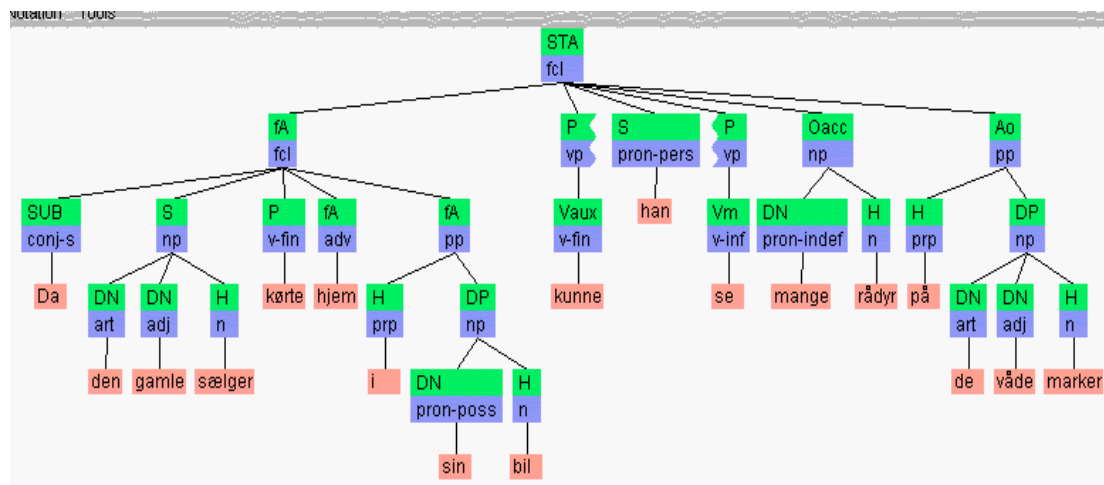 Notation Tools
STA
fcl
fA P S P Oacc Ao
fcl vp pron-pers vp np pp
SUB S P fA fA Vaux han Vm DN H H DP
conj-s np v-fin adv pp v-fin v-inf pron-indef n prp np
Da DN DN H kørte hjem H DP kunne se mange rådyr på DN DN H
art adj n prp np art adj n
den gamle sælger i DN H de våde marker
pron-poss n
sin bil